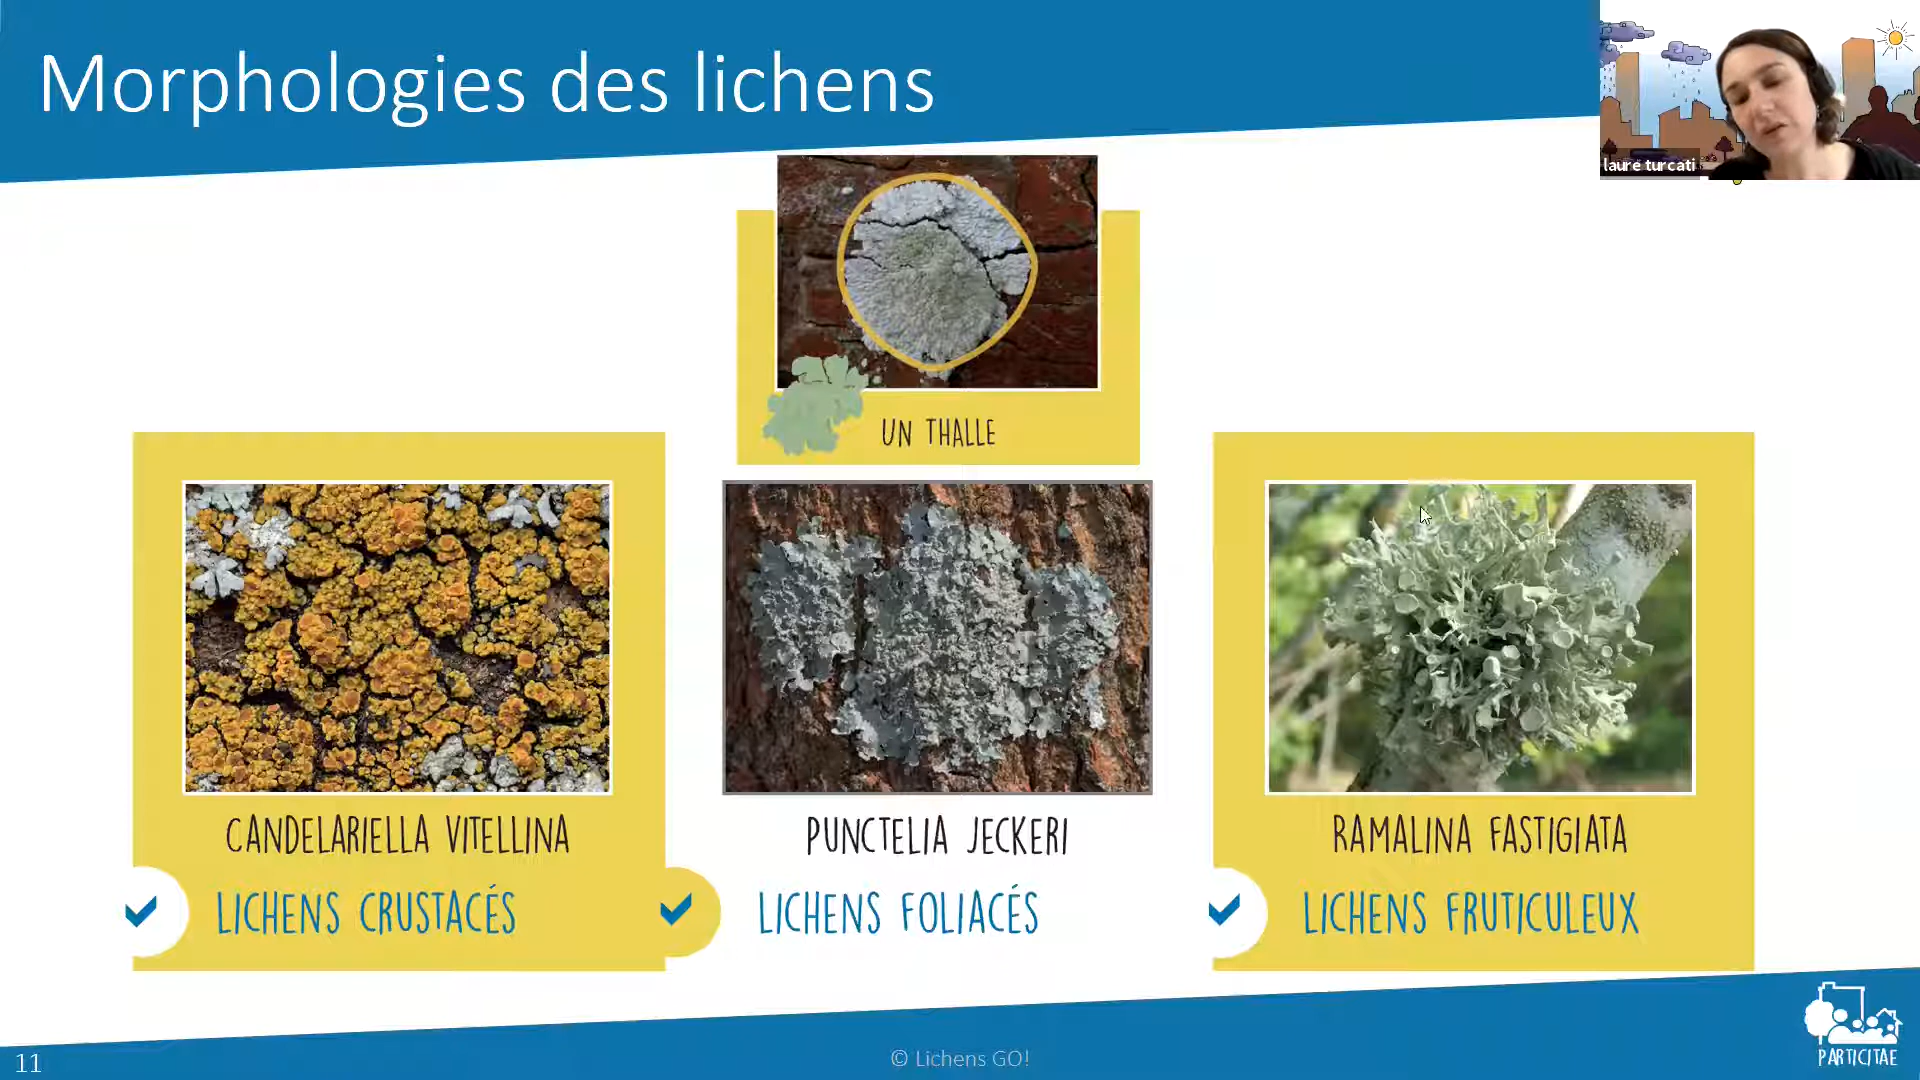 Morphologies des lichens
laure turcati
UN THALLE
CANDELARIELLA VITELLINA
PUNCTELIA JECKERI
RAMALINA FASTIGIATA
LICHENS CRUSTACÉS
LICHENS FOLIACÉS
LICHENS FRUTICULEUX
PARTICITAE
11
© Lichens GO!